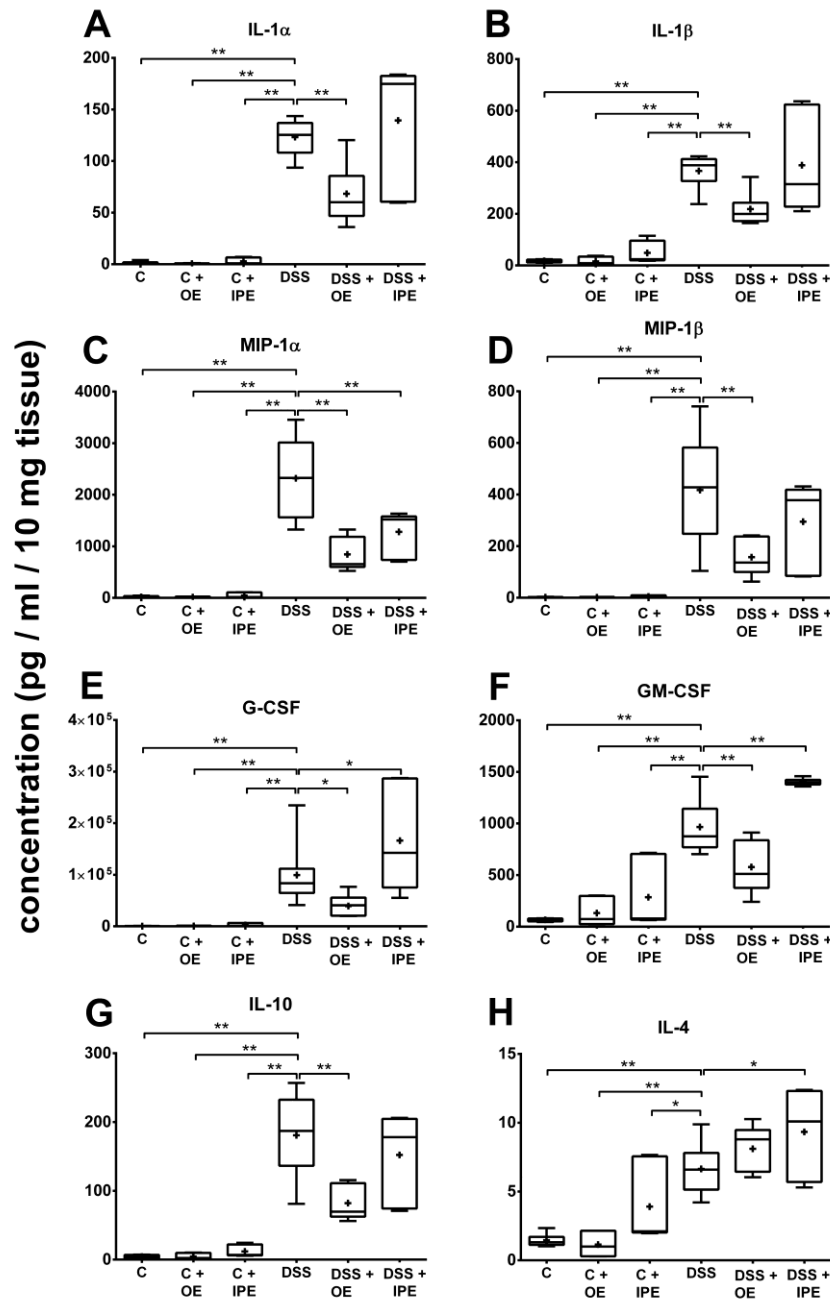 concentration (pg / ml / 10 mg tissue)
A
IL-1α
**
**
** **
200
150
100
50
0
C C + DSS DSS + DSS +
OE IPE OE IPE
C +
B
IL-1β
**
**
** **
800
600
400
200
0
C C + C + DSS DSS + DSS +
OE IPE OE IPE
C
MIP-1α
**
** **
** **
4000
3000
2000
1000
0
C C + C + DSS DSS + DSS +
OE IPE OE IPE
D
MIP-1β
**
**
** **
800
600
400
200
0
C C + C + DSS DSS + DSS +
OE IPE OE IPE
E
G-CSF
**
** *
** *
4×10⁵
3×10⁵
2×10⁵
1×10⁵
0
C C + C + DSS DSS + DSS +
OE IPE OE IPE
F
GM-CSF
**
** **
** **
2000
1500
1000
500
0
C C + C + DSS DSS + DSS +
OE IPE OE IPE
G
IL-10
**
**
** **
300
200
100
0
C C + C + DSS DSS + DSS +
OE IPE OE IPE
H
IL-4
** *
**
*
15
10
5
0
C C + C + DSS DSS + DSS +
OE IPE OE IPE